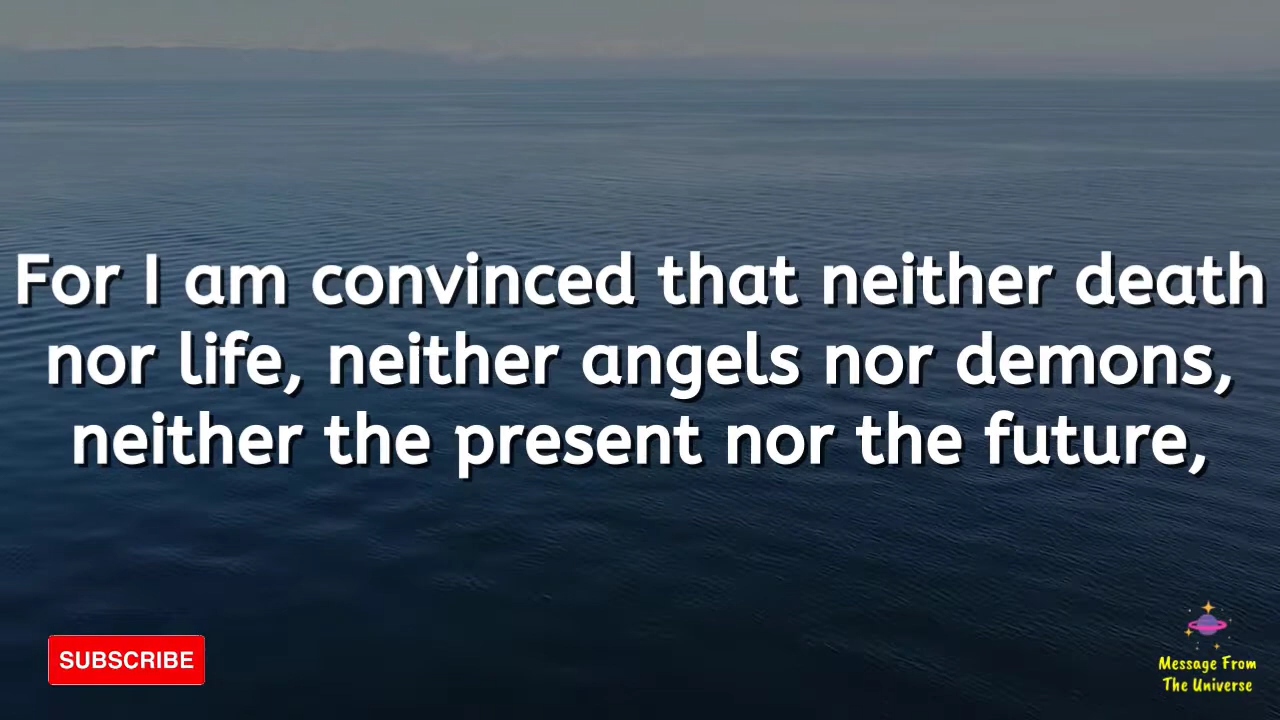 For I am convinced that neither death
nor life, neither angels nor demons,
neither the present nor the future,
SUBSCRIBE
Message From
The Universe